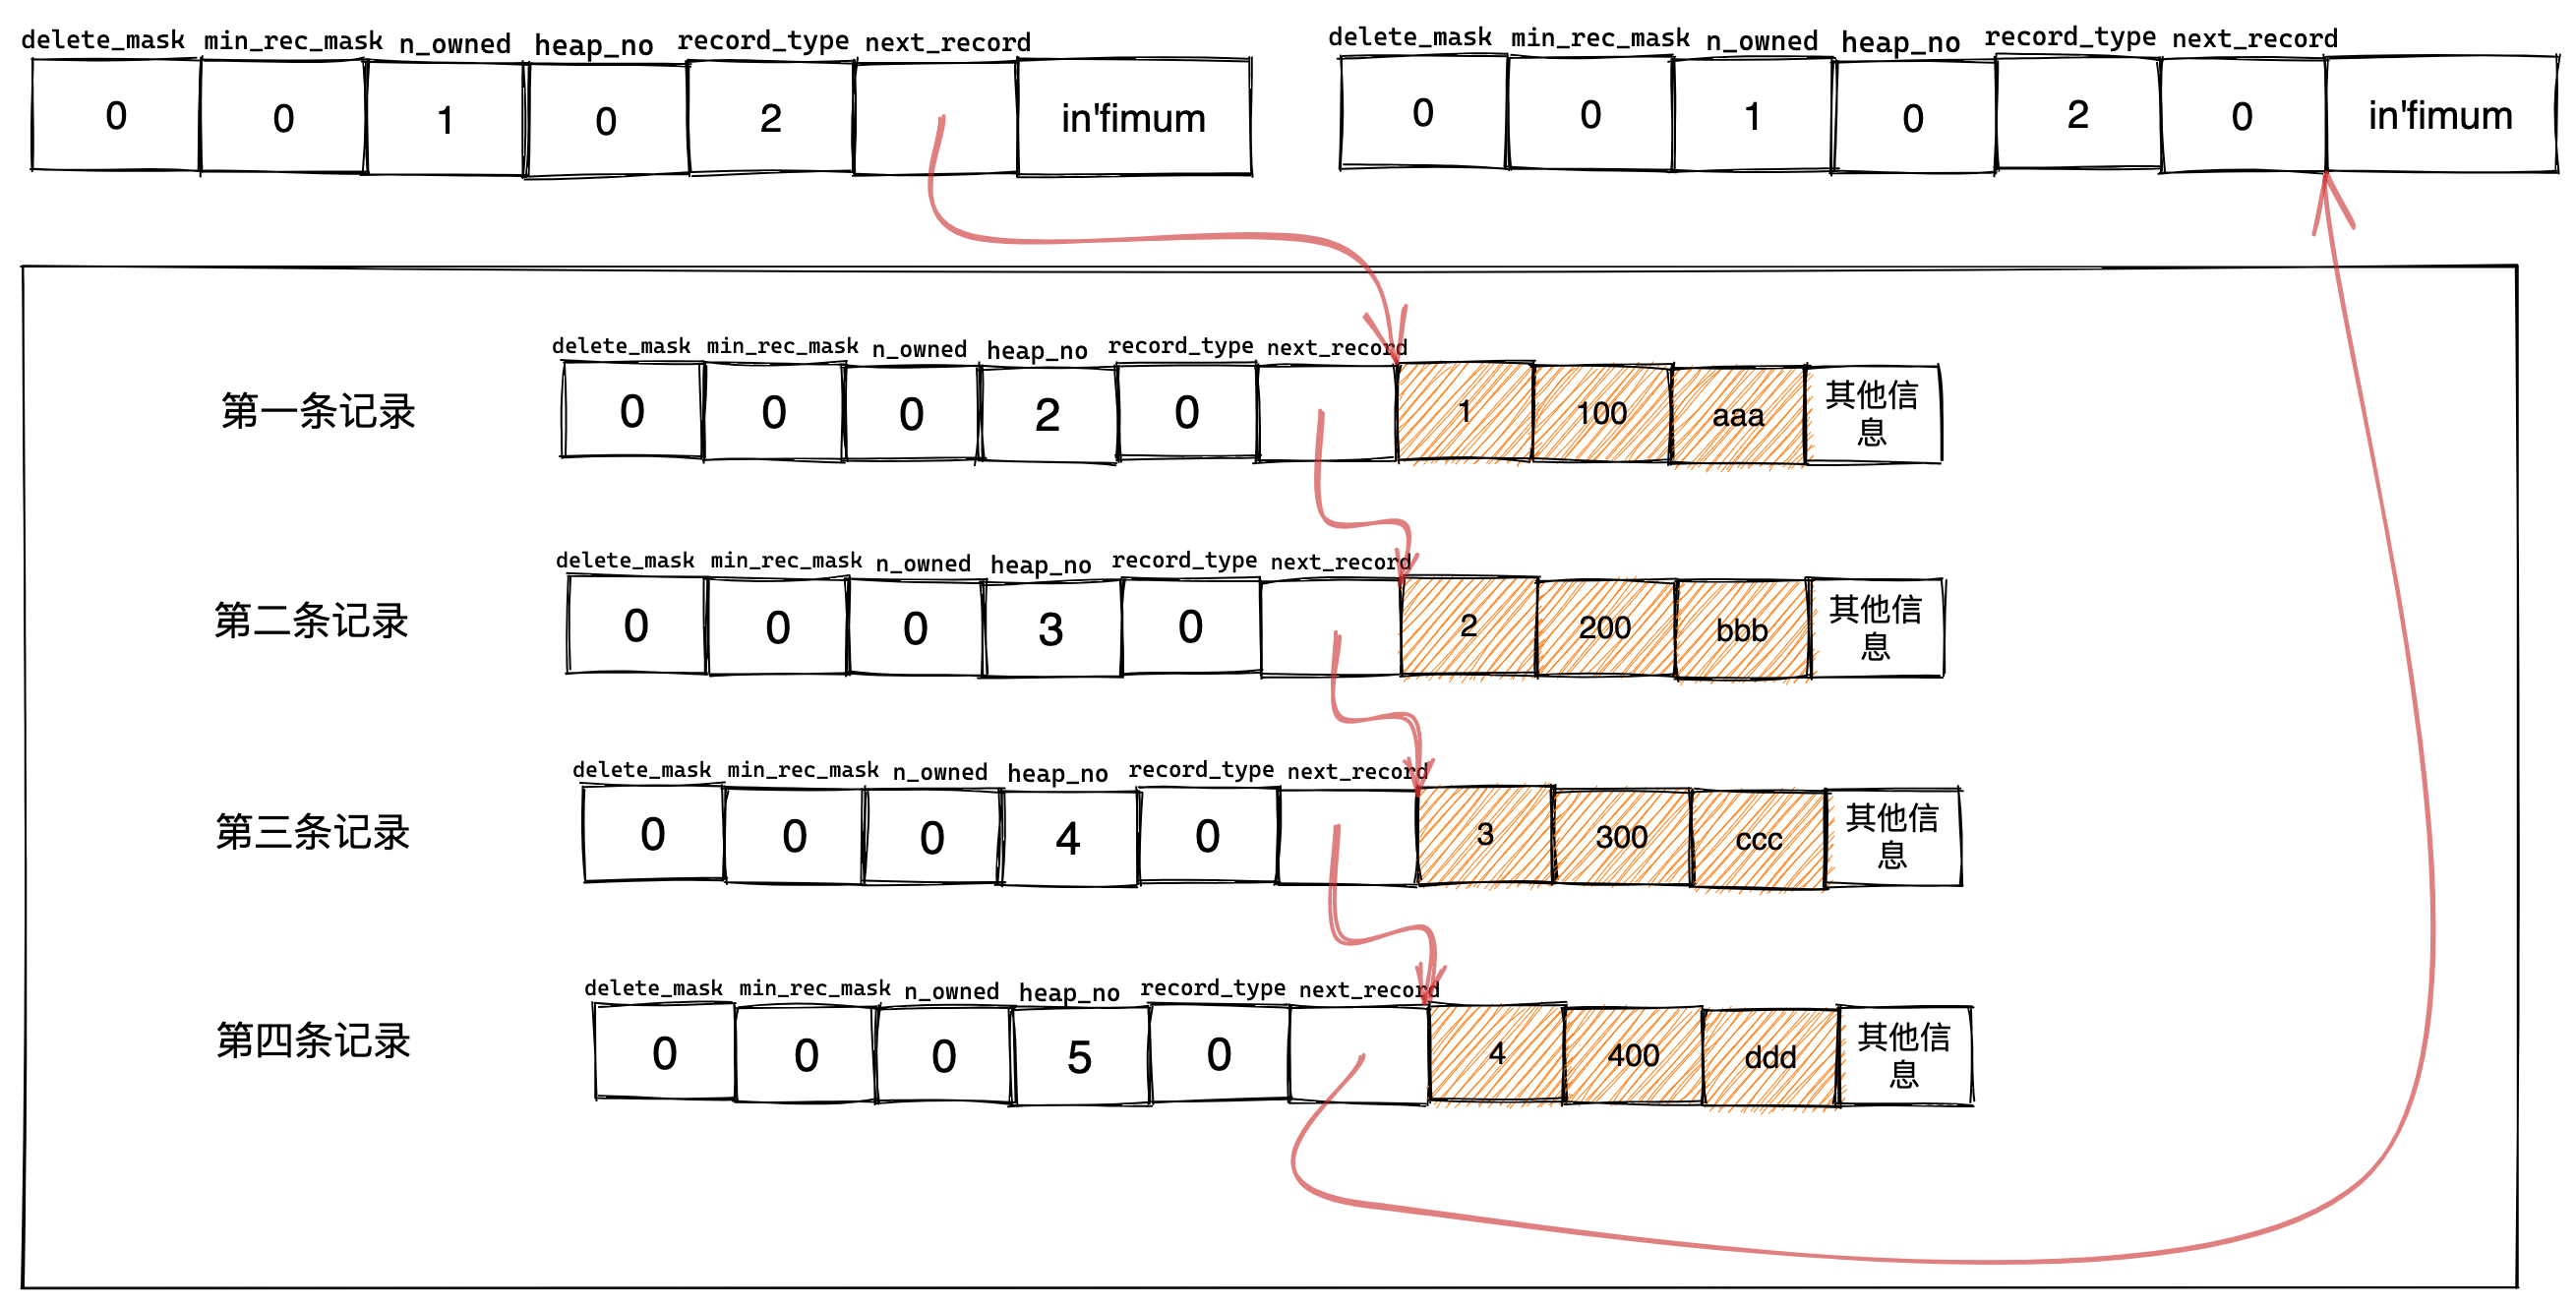 delete_mask min_rec_mask n_owned heap_no record_type next_record
0 0 1 0 2 in'fimum
delete_mask min_rec_mask n_owned heap_no record_type next_record
0 0 1 0 2 0 in'fimum
delete_mask min_rec_mask n_owned heap_no record_type next_record
第一条记录 0 0 0 2 0 1 100 aaa 其他信
息
delete_mask min_rec_mask n_owned heap_no record_type next_record
第二条记录 0 0 0 3 0 2 200 bbb 其他信
息
delete_mask min_rec_mask n_owned heap_no record_type next_record
第三条记录 0 0 0 4 0 3 300 ccc 其他信
息
delete_mask min_rec_mask n_owned heap_no record_type next_record
第四条记录 0 0 0 5 0 4 400 ddd 其他信
息